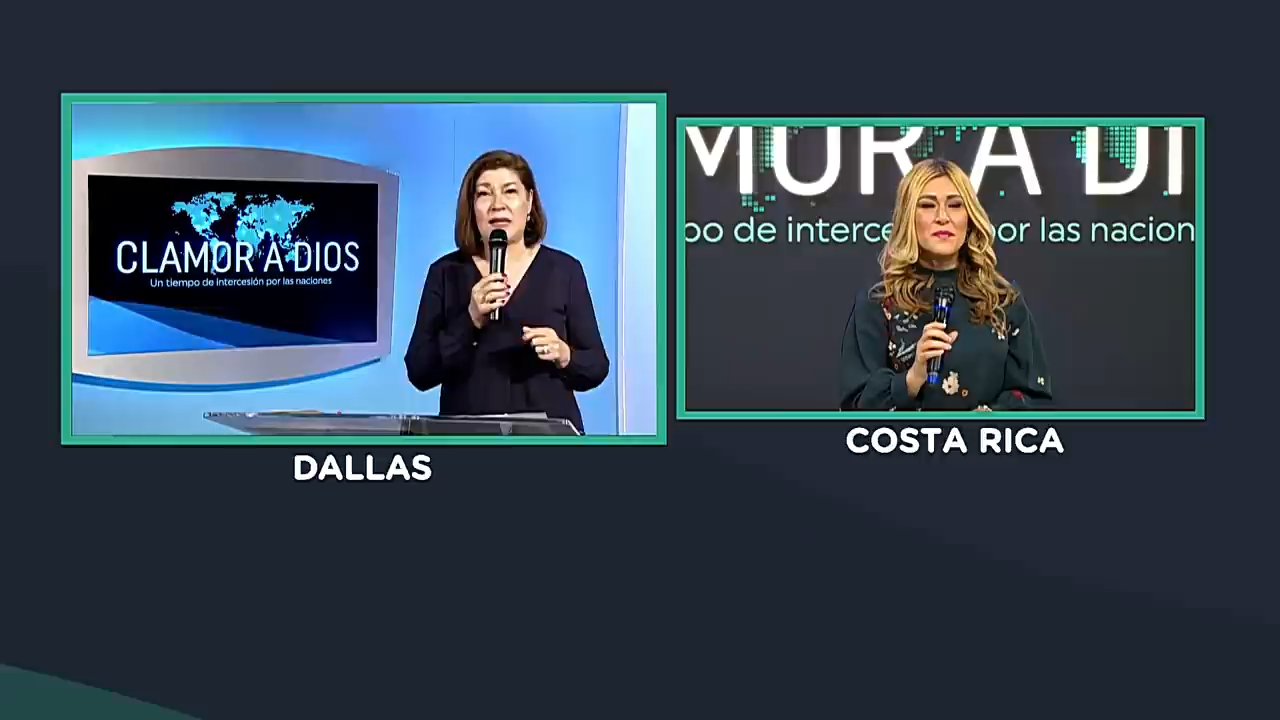 CLAMOR A DIOS
Un tiempo de intercesión por las naciones
DALLAS
MOR A DI
po de interce por las nacion
COSTA RICA